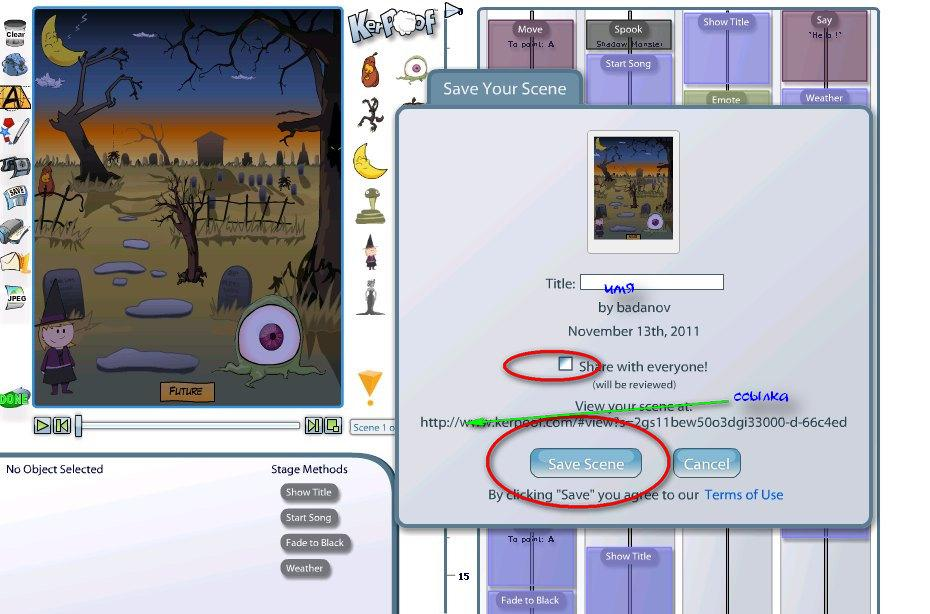 Clear
KerPoof
SAVE
JPEG
DONE
FUTURE
Scene 1 o
No Object Selected
Stage Methods
Show Title
Start Song
Fade to Black
Weather
Move
To point: A
Spook
Shadow Monster
Start Song
Show Title
Emote
Say
"Hello!"
Weather
Save Your Scene
Title: имя
by badanov
November 13th, 2011
Share with everyone!
(will be reviewed)
View your scene at:
ссылка
http://www.kerpoof.com/#view?s=2gs11bew50o3dgi33000-d-66c4ed
Save Scene
Cancel
By clicking "Save" you agree to our Terms of Use
To point: A
Show Title
15
Fade to Black